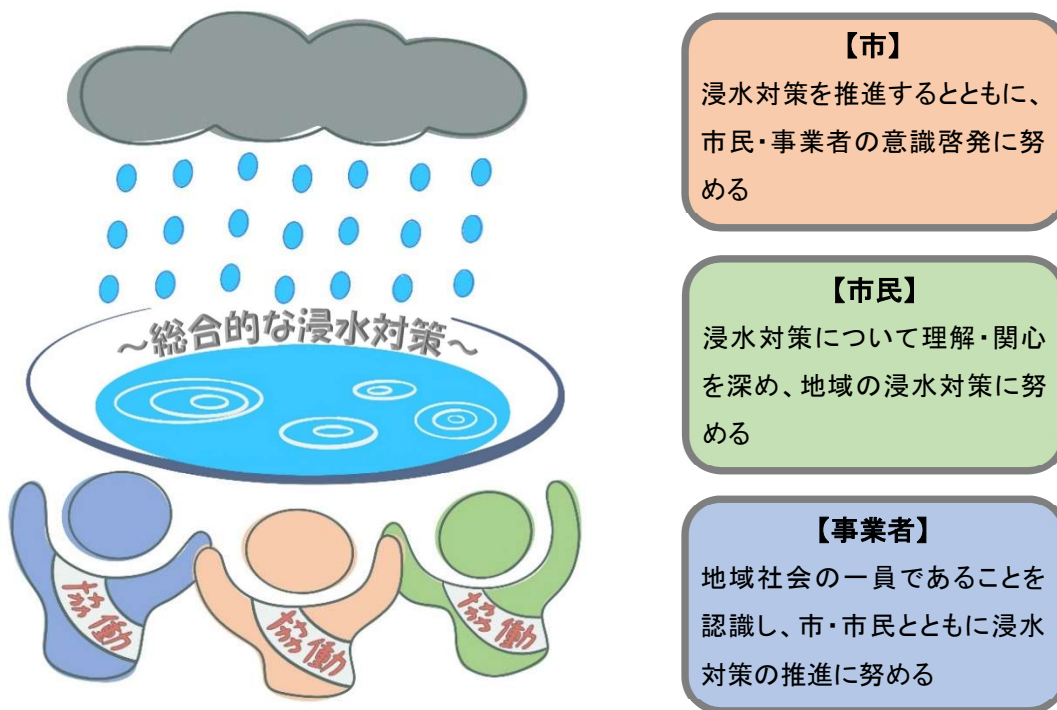 ～総合的な浸水対策～
協働
協働
協働
【市】
浸水対策を推進するとともに、
市民・事業者の意識啓発に努
める
【市民】
浸水対策について理解・関心
を深め、地域の浸水対策に努
める
【事業者】
地域社会の一員であることを
認識し、市・市民とともに浸水
対策の推進に努める